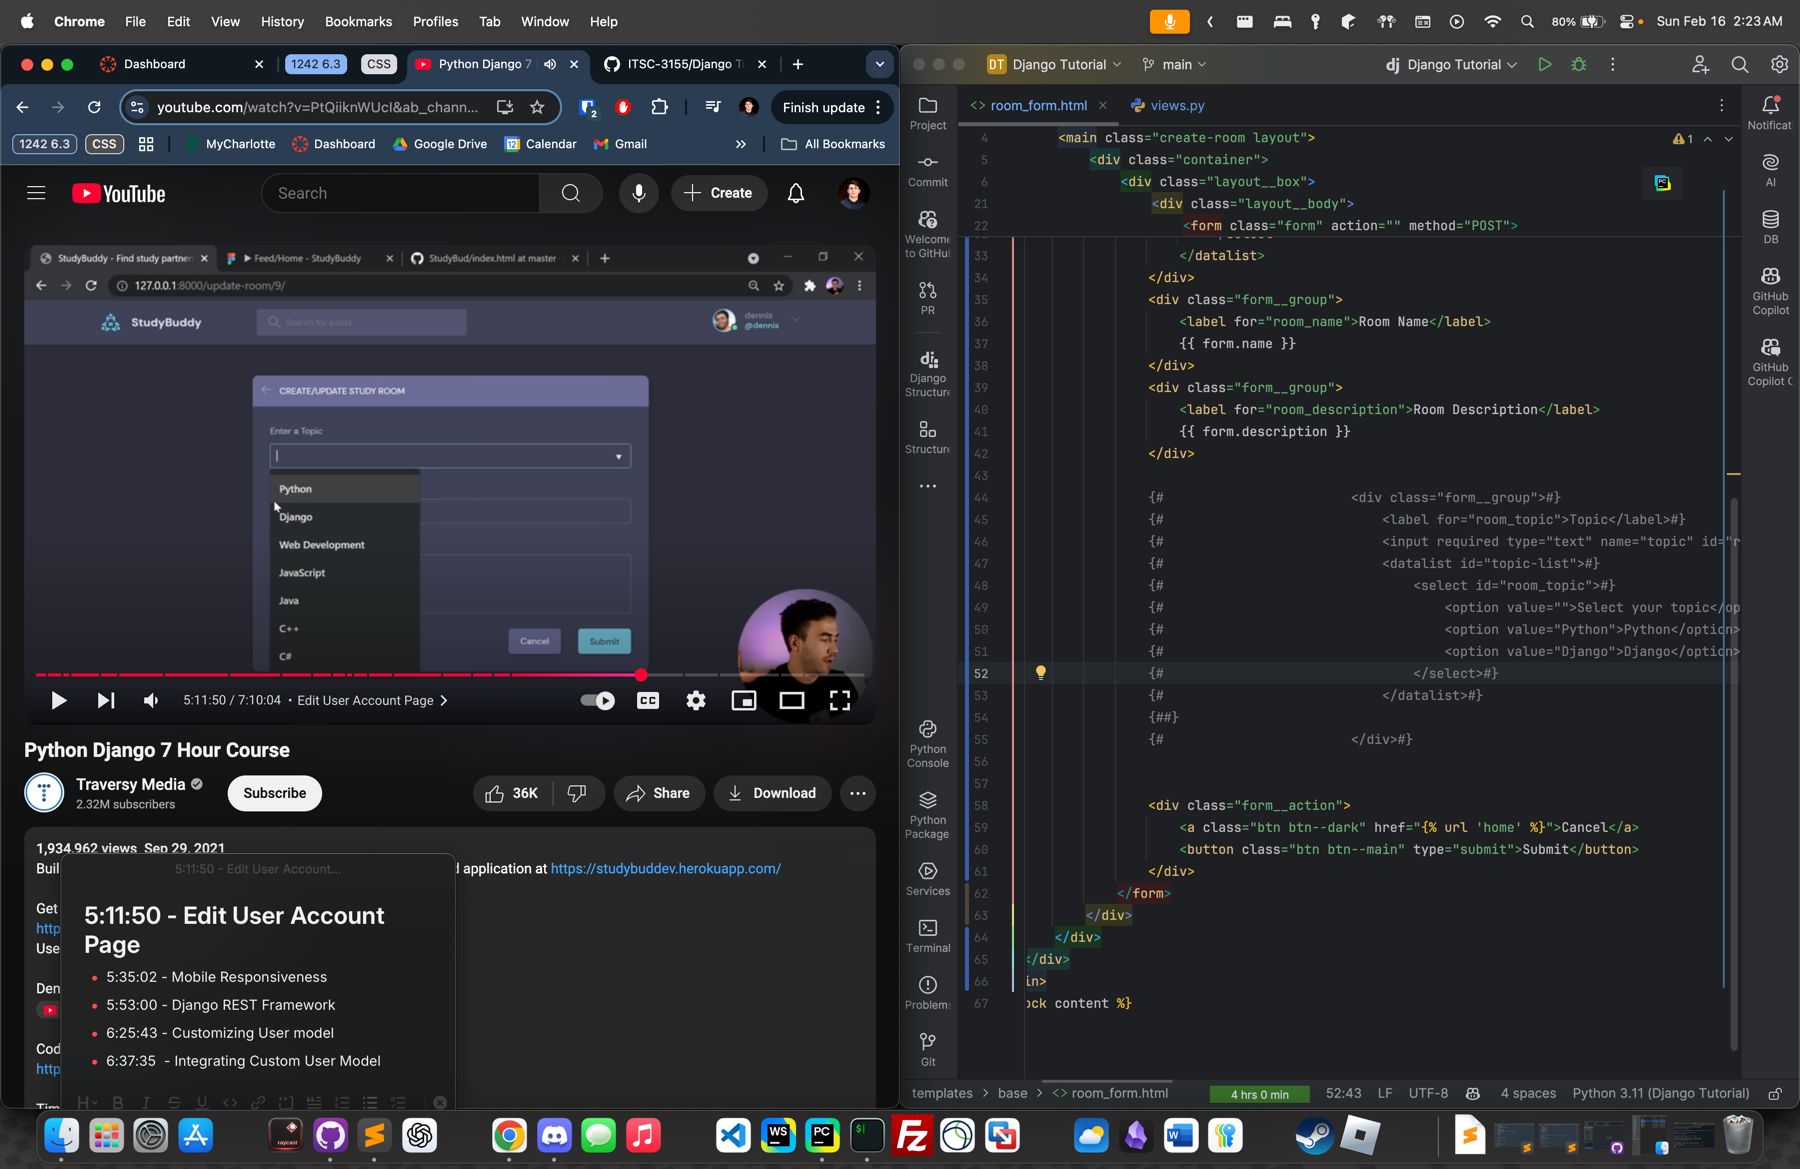 Chrome File Edit View History Bookmarks Profiles Tab Window Help
80% Sun Feb 16 2:23 AM
Dashboard
1242 6.3
CSS
Python Django 7
ITSC-3155/Django Tu
youtube.com/watch?v=PtQiiknWUcI&ab_chann...
2
Finish update
1242 6.3
CSS
MyCharlotte
Dashboard
Google Drive
12
Calendar
Gmail
All Bookmarks
YouTube
Search
Create
StudyBuddy - Find study partner
Feed/Home - StudyBuddy
StudyBud/index.html at master
127.0.0.1:8000/update-room/9/
StudyBuddy
Search for posts
dennis
@dennis
CREATE/UPDATE STUDY ROOM
Enter a Topic
Python
Django
Web Development
JavaScript
Java
C++
C#
Cancel
Submit
5:11:50 / 7:10:04 • Edit User Account Page
CC
Python Django 7 Hour Course
Traversy Media
2.32M subscribers
Subscribe
36K
Share
Download
1,934,962 views Sep 29, 2021
Buil
d application at https://studybuddev.herokuapp.com/
Get
http
Use
Den
Cod
http
Tim
5:11:50 - Edit User Account...
5:11:50 - Edit User Account
Page
5:35:02 - Mobile Responsiveness
5:53:00 - Django REST Framework
6:25:43 - Customizing User model
6:37:35 - Integrating Custom User Model
H B I S U
DT Django Tutorial
main
dj Django Tutorial
Project
Commit
Welcome
to GitHu
PR
dj
Django
Structure
Structure
Python
Console
Python
Package
Services
Terminal
Problem
Git
<> room_form.html
views.py
1
PC
4 <main class="create-room layout">
5 <div class="container">
6 <div class="layout__box">
21 <div class="layout__body">
22 <form class="form" action="" method="POST">
33 </datalist>
34 </div>
35 <div class="form__group">
36 <label for="room_name">Room Name</label>
37 {{ form.name }}
38 </div>
39 <div class="form__group">
40 <label for="room_description">Room Description</label>
41 {{ form.description }}
42 </div>
43
44 {# <div class="form__group">#}
45 {# <label for="room_topic">Topic</label>#}
46 {# <input required type="text" name="topic" id="r
47 {# <datalist id="topic-list">#}
48 {# <select id="room_topic">#}
49 {# <option value="">Select your topic</op
50 {# <option value="Python">Python</option>
51 {# <option value="Django">Django</option>
52 {# </select>#}
53 {# </datalist>#}
54 {##}
55 {# </div>#}
56
57
58 <div class="form__action">
59 <a class="btn btn--dark" href="{% url 'home' %}">Cancel</a>
60 <button class="btn btn--main" type="submit">Submit</button>
61 </div>
62 </form>
63 </div>
64 </div>
65 </div>
66 in>
67 ock content %}
Notificat
AI
DB
GitHub
Copilot
GitHub
Copilot C
templates > base > <> room_form.html
4 hrs 0 min
52:43 LF UTF-8 4 spaces Python 3.11 (Django Tutorial)
raycast
WS
PC
$|
FZ
W